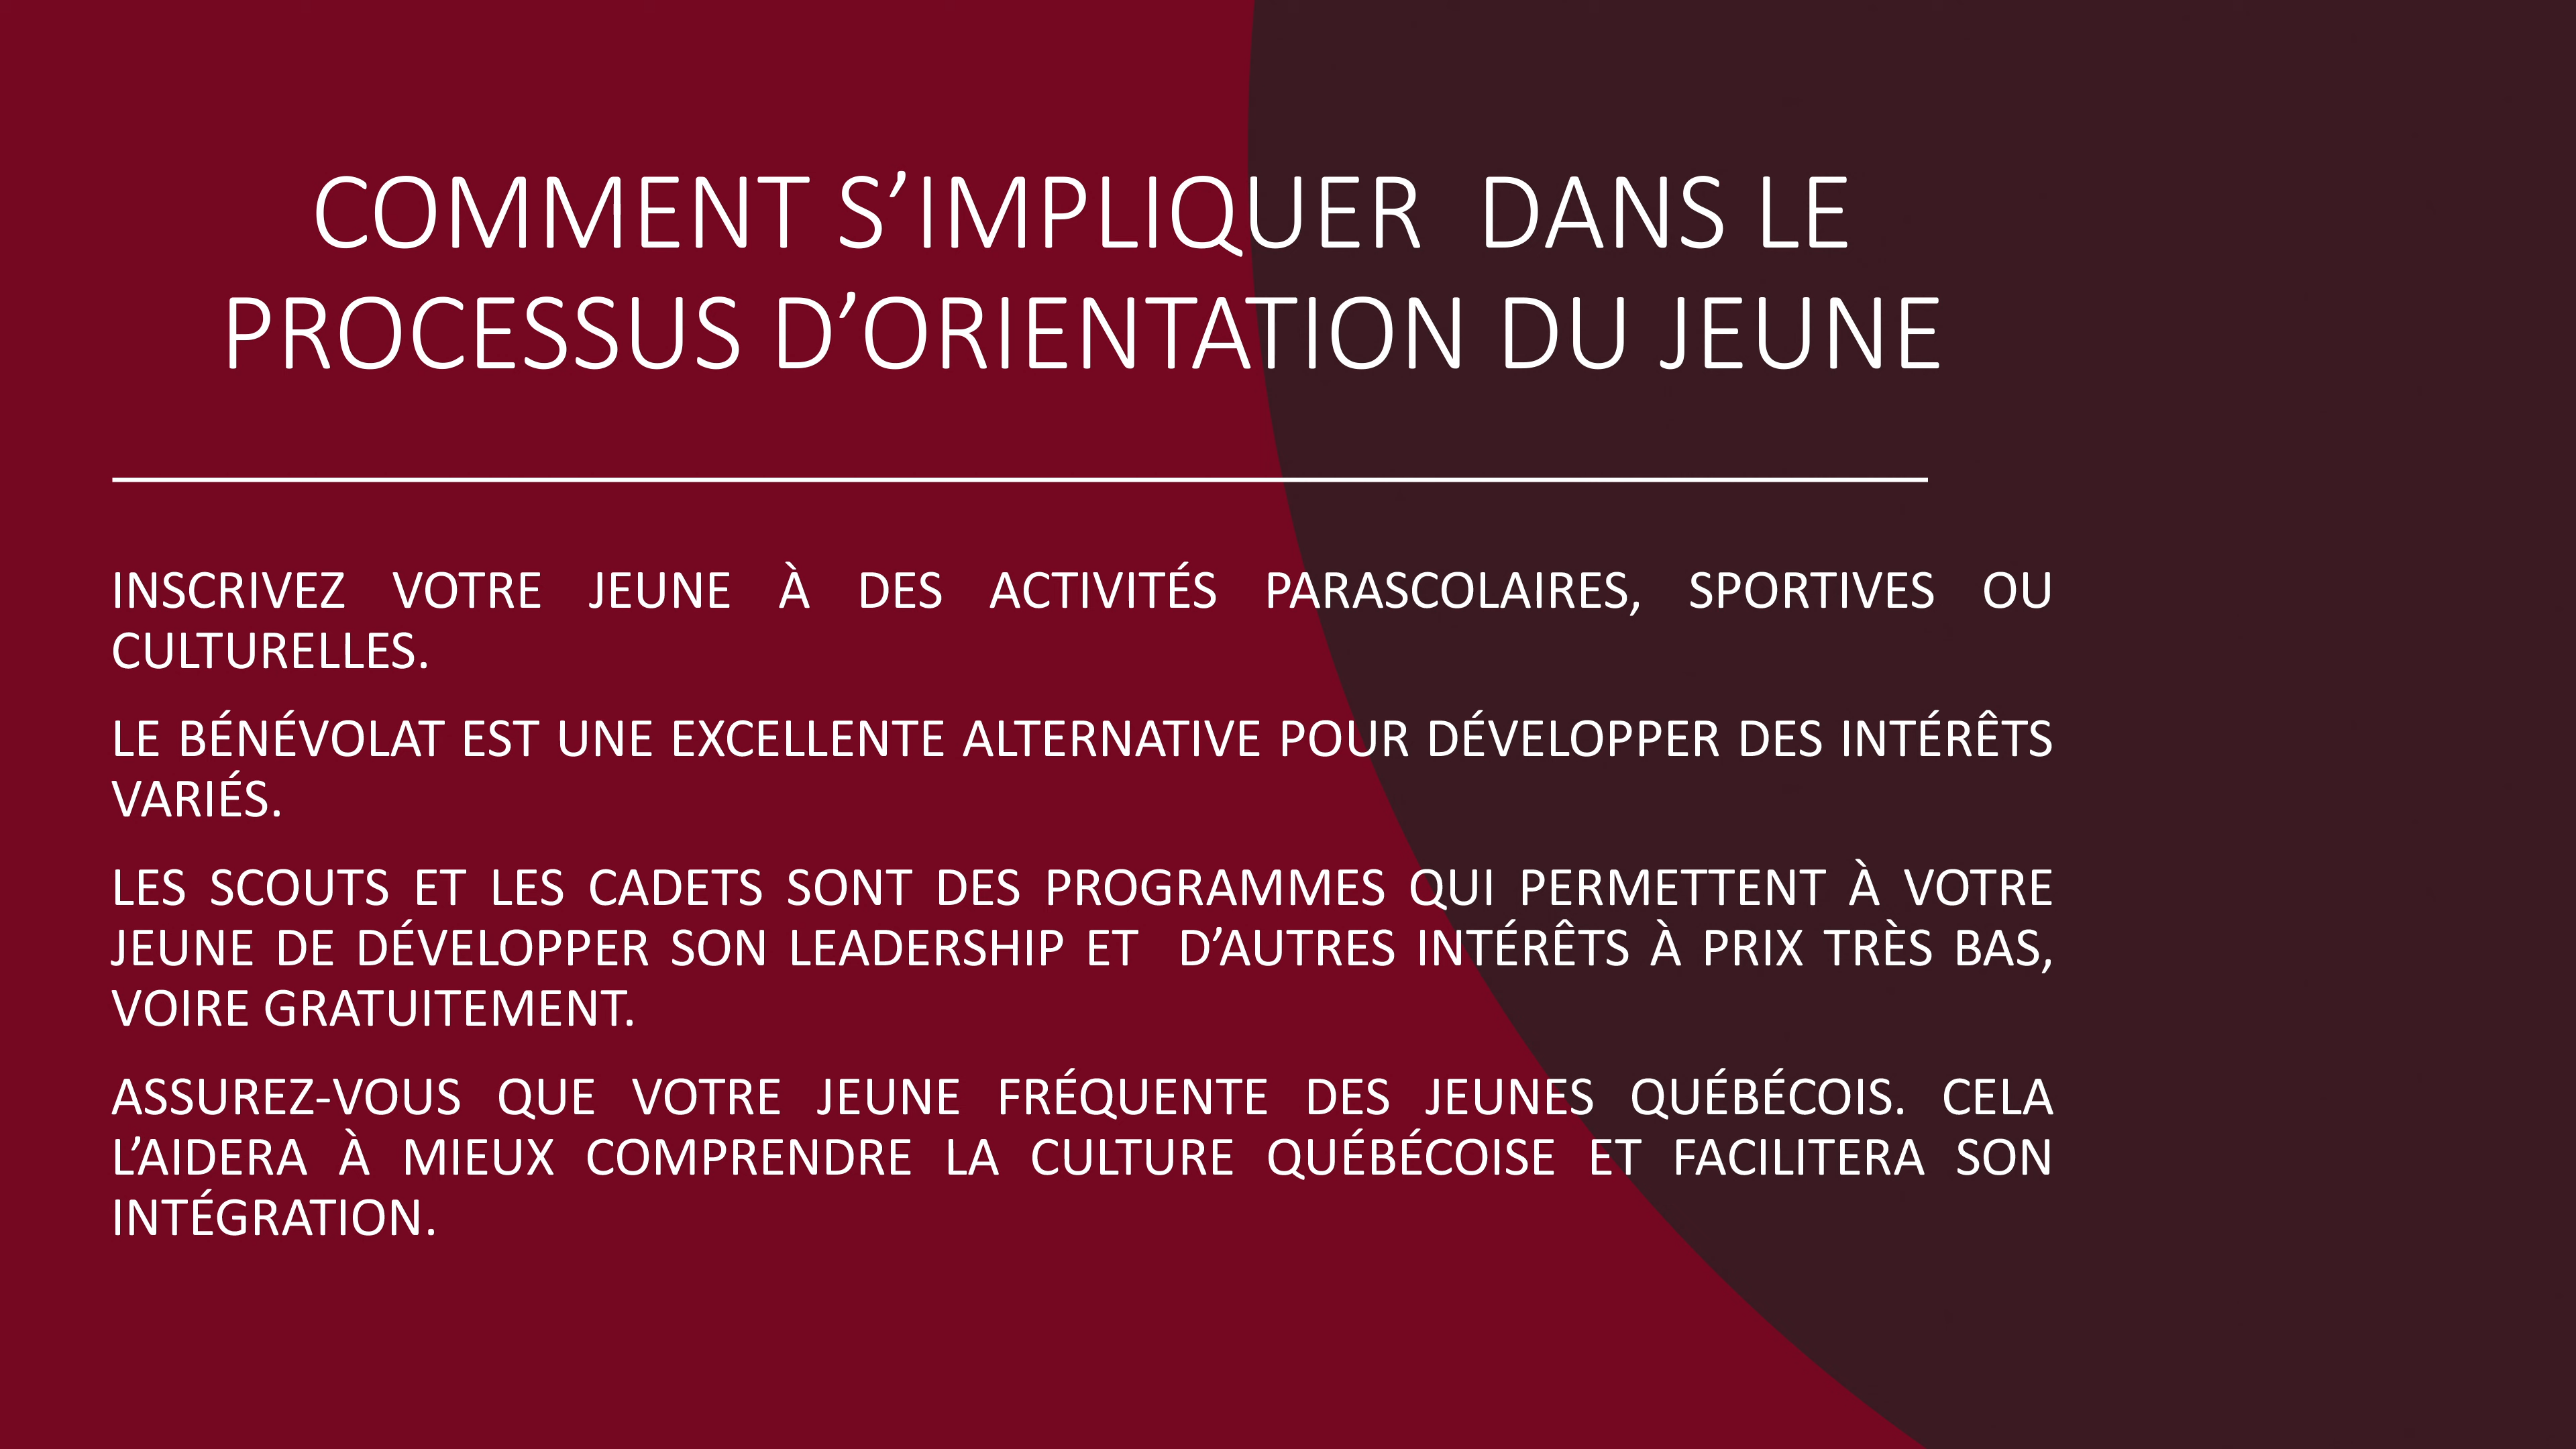 COMMENT S’IMPLIQUER  DANS LE
PROCESSUS D’ORIENTATION DU JEUNE
INSCRIVEZ VOTRE JEUNE À DES ACTIVITÉS PARASCOLAIRES, SPORTIVES OU
CULTURELLES.
LE BÉNÉVOLAT EST UNE EXCELLENTE ALTERNATIVE POUR DÉVELOPPER DES INTÉRÊTS
VARIÉS.
LES SCOUTS ET LES CADETS SONT DES PROGRAMMES QUI PERMETTENT À VOTRE
JEUNE DE DÉVELOPPER SON LEADERSHIP ET  D’AUTRES INTÉRÊTS À PRIX TRÈS BAS,
VOIRE GRATUITEMENT.
ASSUREZ-VOUS QUE VOTRE JEUNE FRÉQUENTE DES JEUNES QUÉBÉCOIS. CELA
L’AIDERA À MIEUX COMPRENDRE LA CULTURE QUÉBÉCOISE ET FACILITERA SON
INTÉGRATION.